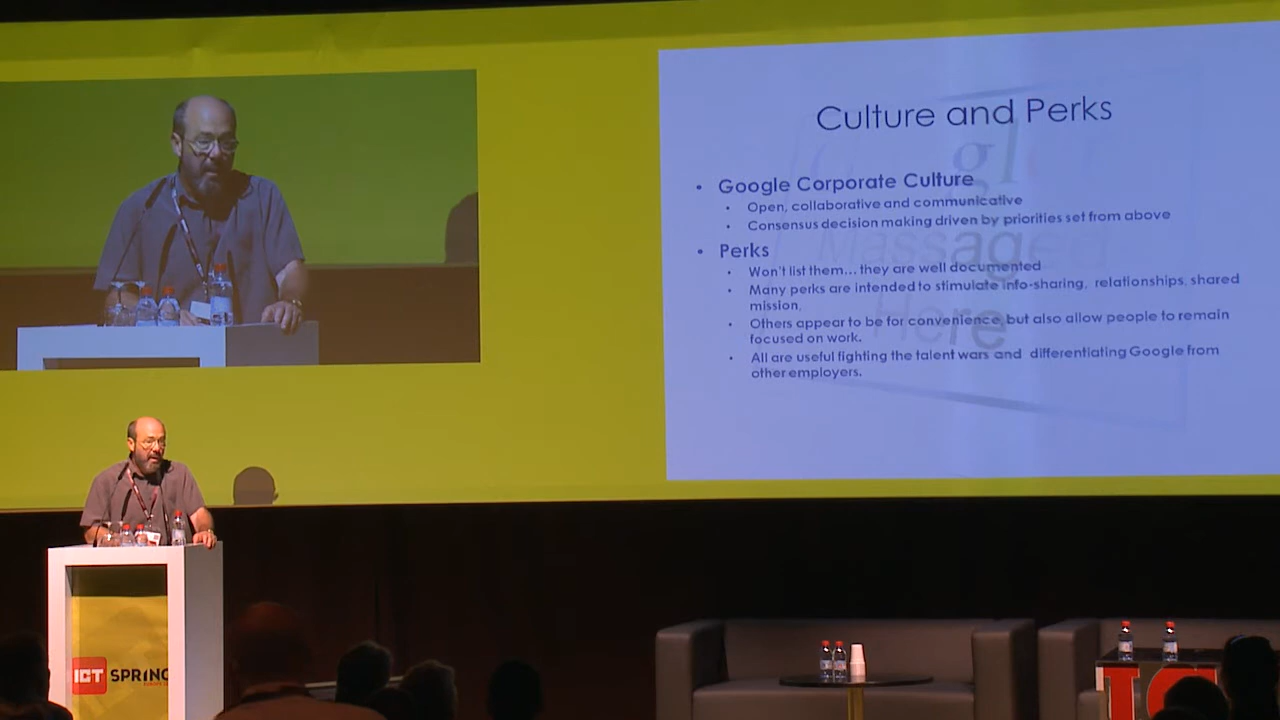 Culture and Perks
• Google Corporate Culture
• Open, collaborative and communicative
• Consensus decision making driven by priorities set from above
• Perks
• Won't list them... they are well documented
• Many perks are intended to stimulate info-sharing, relationships, shared
mission,
• Others appear to be for convenience, but also allow people to remain
focused on work.
• All are useful fighting the talent wars and differentiating Google from
other employers.
Massaged
Here
ICT SPRING